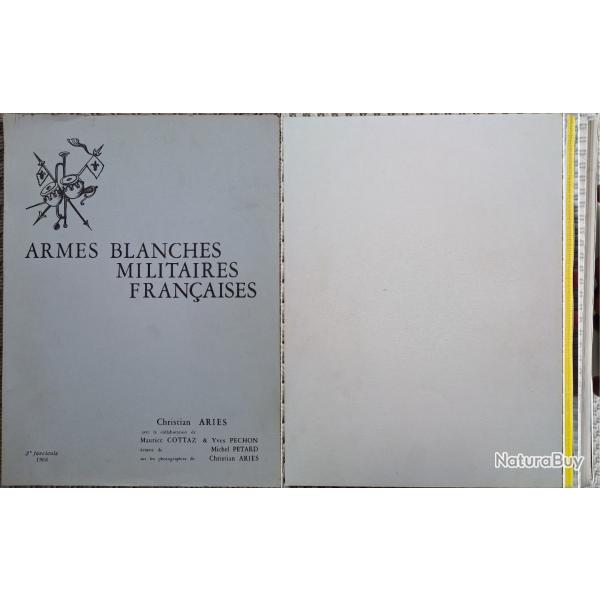 ARMES BLANCHES
MILITAIRES
FRANÇAISES
Christian ARIES
avec la collaboration de
Maurice COTTAZ & Yves PECHON
dessins de Michel PETARD
sur les photographies de Christian ARIES
2e fascicule
1966
NaturaBuy